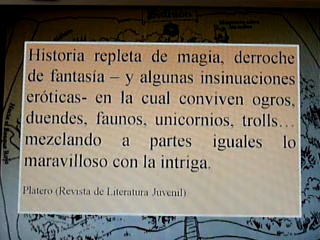 Historia repleta de magia, derroche
de fantasía – y algunas insinuaciones
eróticas- en la cual conviven ogros,
duendes, faunos, unicornios, trolls…
mezclando a partes iguales lo
maravilloso con la intriga.
Platero (Revista de Literatura Juvenil)